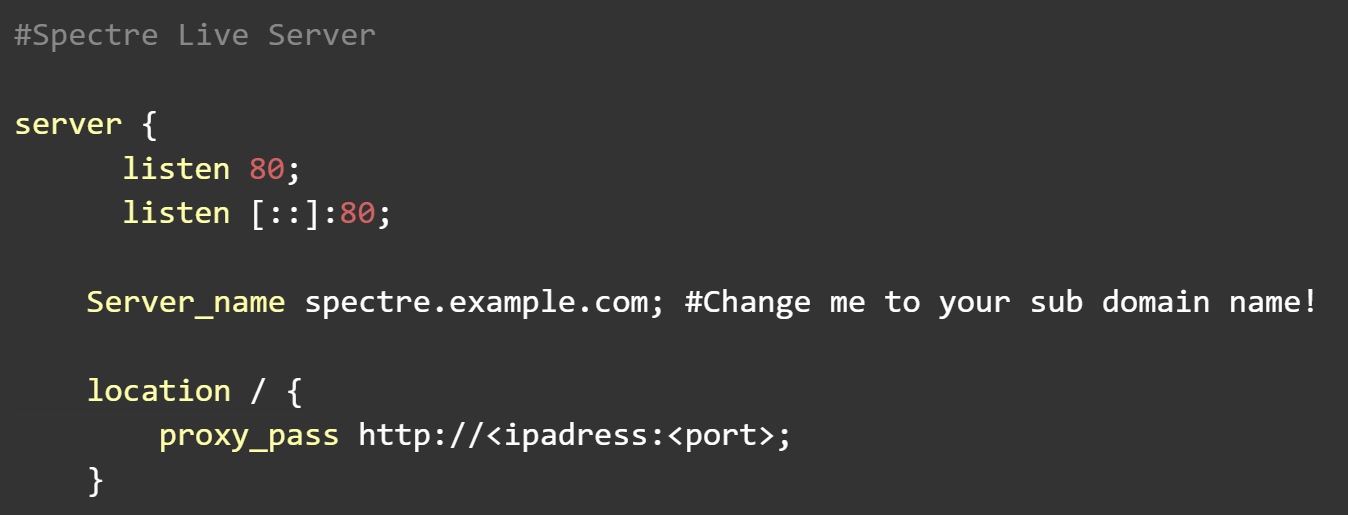 #Spectre Live Server
server {
listen 80;
listen [::]:80;
Server_name spectre.example.com; #Change me to your sub domain name!
location / {
proxy_pass http://<ipadress:<port>;
}